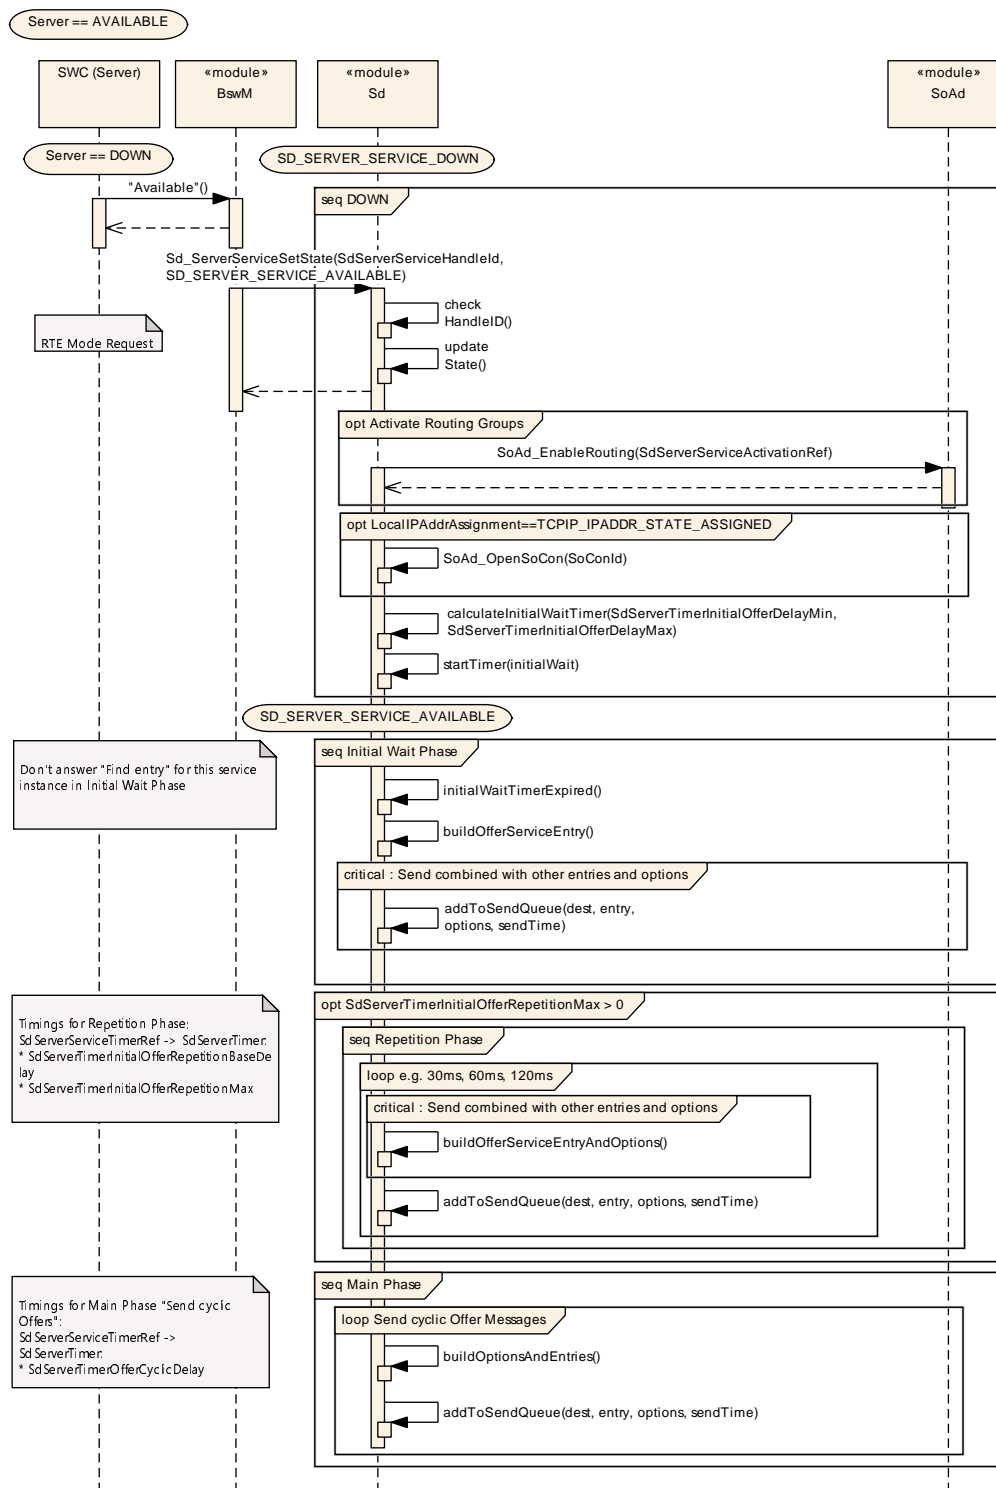 Server == AVAILABLE
SWC (Server)
«module»
BswM
«module»
Sd
«module»
SoAd
Server == DOWN
SD_SERVER_SERVICE_DOWN
"Available"()
seq DOWN
Sd_ServerServiceSetState(SdServerServiceHandleId,
SD_SERVER_SERVICE_AVAILABLE)
check
HandleID()
RTE Mode Request
update
State()
opt Activate Routing Groups
SoAd_EnableRouting(SdServerServiceActivationRef)
opt LocalIPAddrAssignment==TCPIP_IPADDR_STATE_ASSIGNED
SoAd_OpenSoCon(SoConId)
calculateInitialWaitTimer(SdServerTimerInitialOfferDelayMin,
SdServerTimerInitialOfferDelayMax)
startTimer(initialWait)
SD_SERVER_SERVICE_AVAILABLE
seq Initial Wait Phase
Don't answer "Find entry" for this service
instance in Initial Wait Phase
initialWaitTimerExpired()
buildOfferServiceEntry()
critical : Send combined with other entries and options
addToSendQueue(dest, entry,
options, sendTime)
opt SdServerTimerInitialOfferRepetitionMax > 0
Timings for Repetition Phase:
SdServerServiceTimerRef -> SdServerTimer:
* SdServerTimerInitialOfferRepetitionBaseDe
lay
* SdServerTimerInitialOfferRepetitionMax
seq Repetition Phase
loop e.g. 30ms, 60ms, 120ms
critical : Send combined with other entries and options
buildOfferServiceEntryAndOptions()
addToSendQueue(dest, entry, options, sendTime)
seq Main Phase
Timings for Main Phase "Send cyclic
Offers":
SdServerServiceTimerRef ->
SdServerTimer:
* SdServerTimerOfferCyclicDelay
loop Send cyclic Offer Messages
buildOptionsAndEntries()
addToSendQueue(dest, entry, options, sendTime)